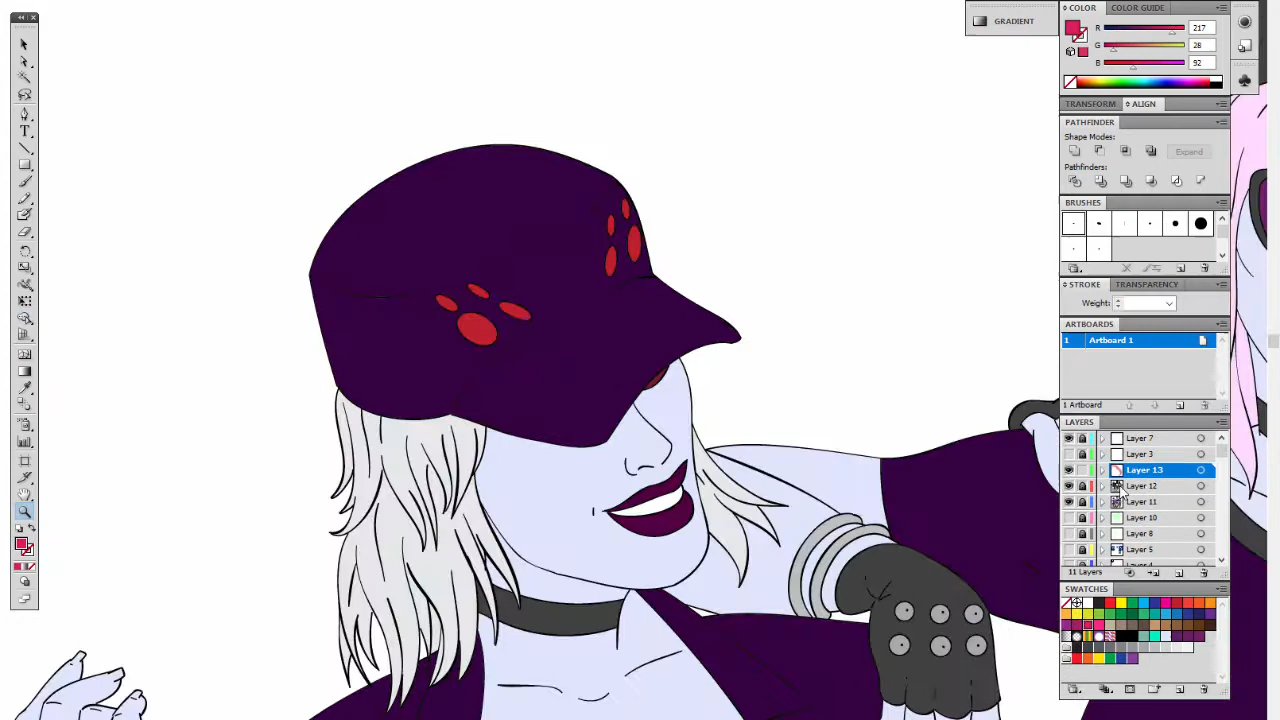 COLOR COLOR GUIDE
GRADIENT
R 217
G 28
B 92
TRANSFORM ALIGN
PATHFINDER
Shape Modes:
Expand
Pathfinders:
BRUSHES
STROKE TRANSPARENCY
Weight:
ARTBOARDS
1 Artboard 1
1 Artboard
LAYERS
Layer 7
Layer 3
Layer 13
Layer 12
Layer 11
Layer 10
Layer 8
Layer 5
11 Layers
SWATCHES